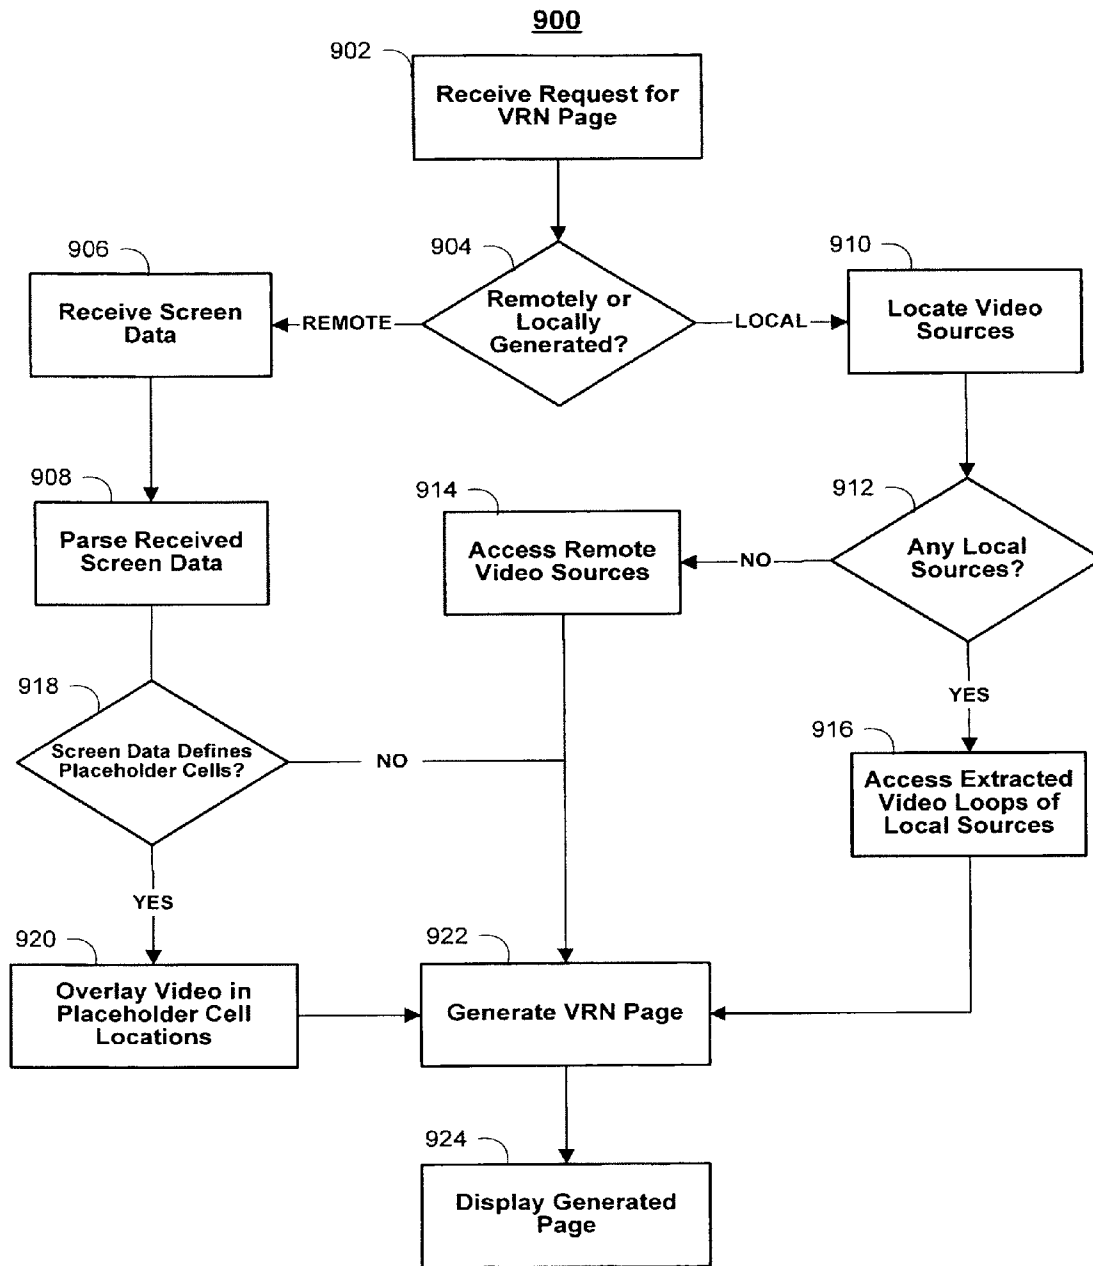 900
902
Receive Request for
VRN Page
906
904
910
Receive Screen
Data
REMOTE
Remotely or
Locally
Generated?
LOCAL
Locate Video
Sources
908
914
912
Parse Received
Screen Data
Access Remote
Video Sources
NO
Any Local
Sources?
918
YES
Screen Data Defines
Placeholder Cells?
NO
916
Access Extracted
Video Loops of
Local Sources
YES
920
922
Overlay Video in
Placeholder Cell
Locations
Generate VRN Page
924
Display Generated
Page